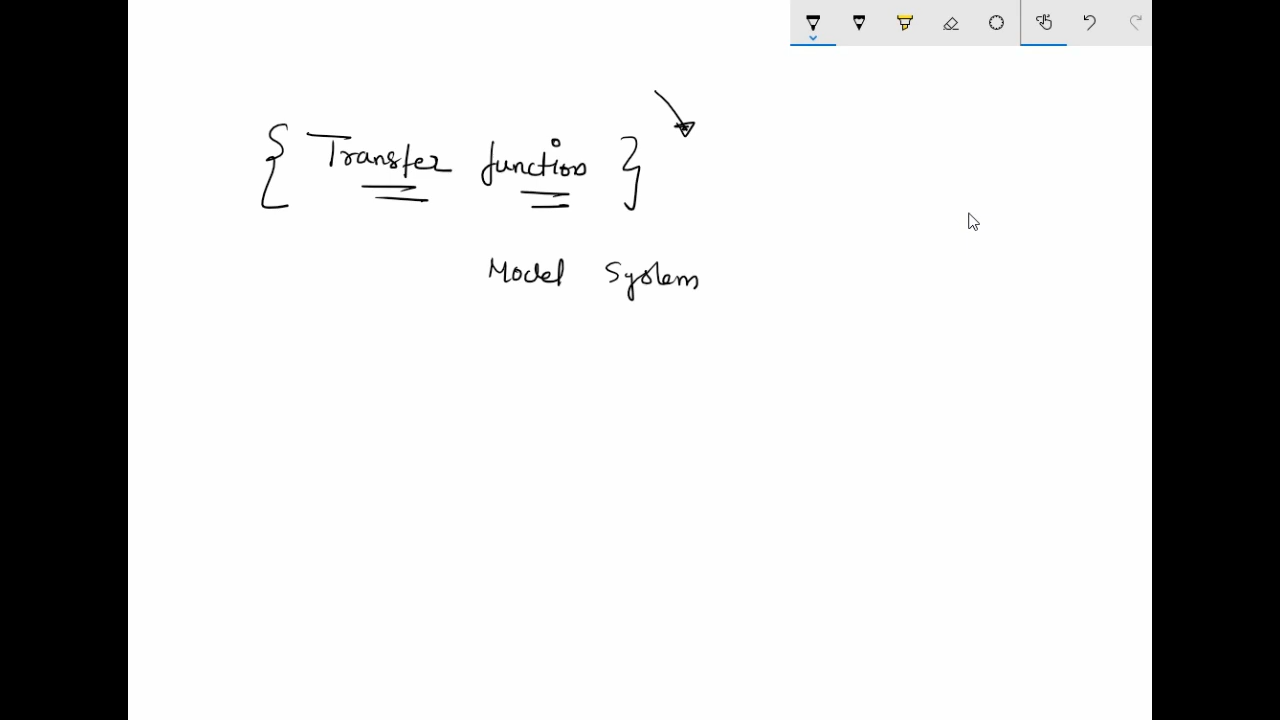 { Transfer function }
Model System